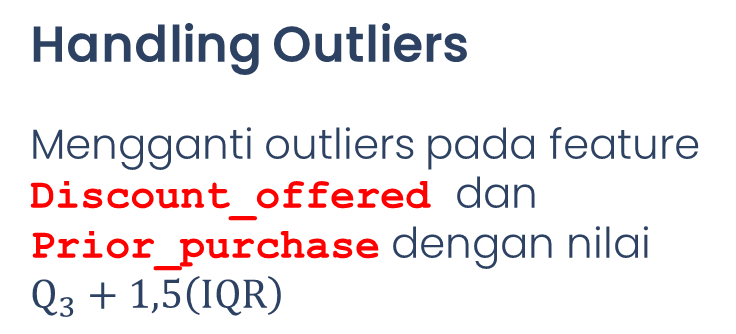 Handling Outliers
Mengganti outliers pada feature
Discount_offered dan
Prior_purchase dengan nilai
Q₃ + 1,5(IQR)